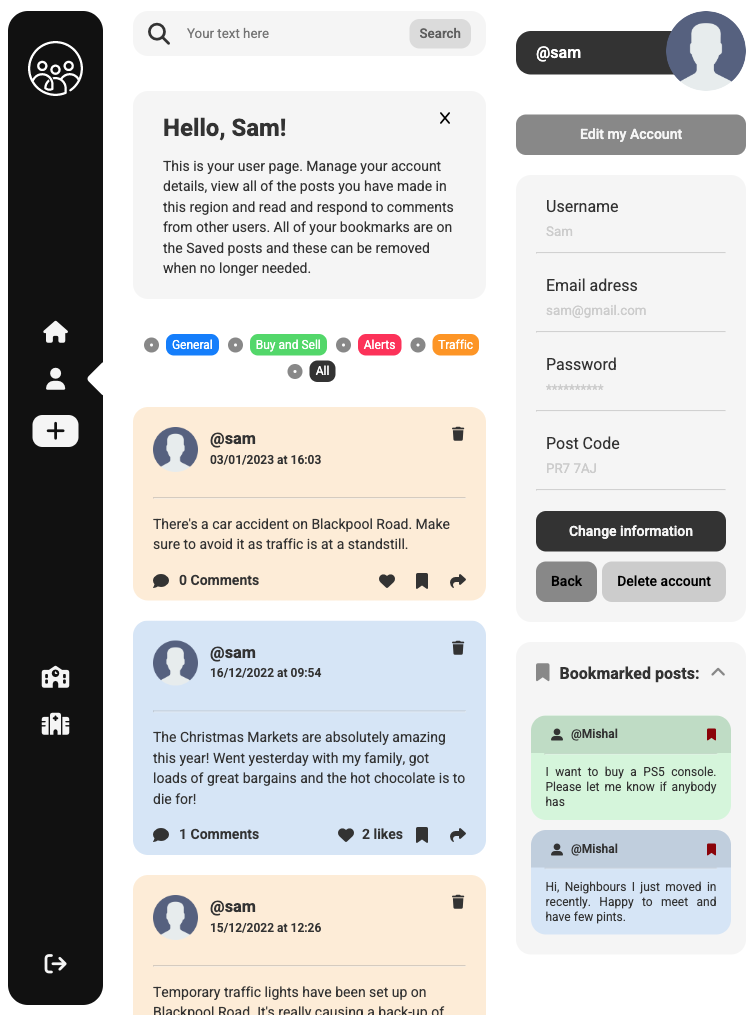 Your text here
Search
Hello, Sam!
X
This is your user page. Manage your account
details, view all of the posts you have made in
this region and read and respond to comments
from other users. All of your bookmarks are on
the Saved posts and these can be removed
when no longer needed.
General
Buy and Sell
Alerts
Traffic
All
@sam
03/01/2023 at 16:03
There's a car accident on Blackpool Road. Make
sure to avoid it as traffic is at a standstill.
0 Comments
@sam
16/12/2022 at 09:54
The Christmas Markets are absolutely amazing
this year! Went yesterday with my family, got
loads of great bargains and the hot chocolate is to
die for!
1 Comments
2 likes
@sam
15/12/2022 at 12:26
Temporary traffic lights have been set up on
Blackpool Road. It's really causing a back-up of
@sam
Edit my Account
Username
Sam
Email adress
sam@gmail.com
Password
**********
Post Code
PR7 7AJ
Change information
Back
Delete account
Bookmarked posts:
@Mishal
I want to buy a PS5 console.
Please let me know if anybody
has
@Mishal
Hi, Neighbours I just moved in
recently. Happy to meet and
have few pints.